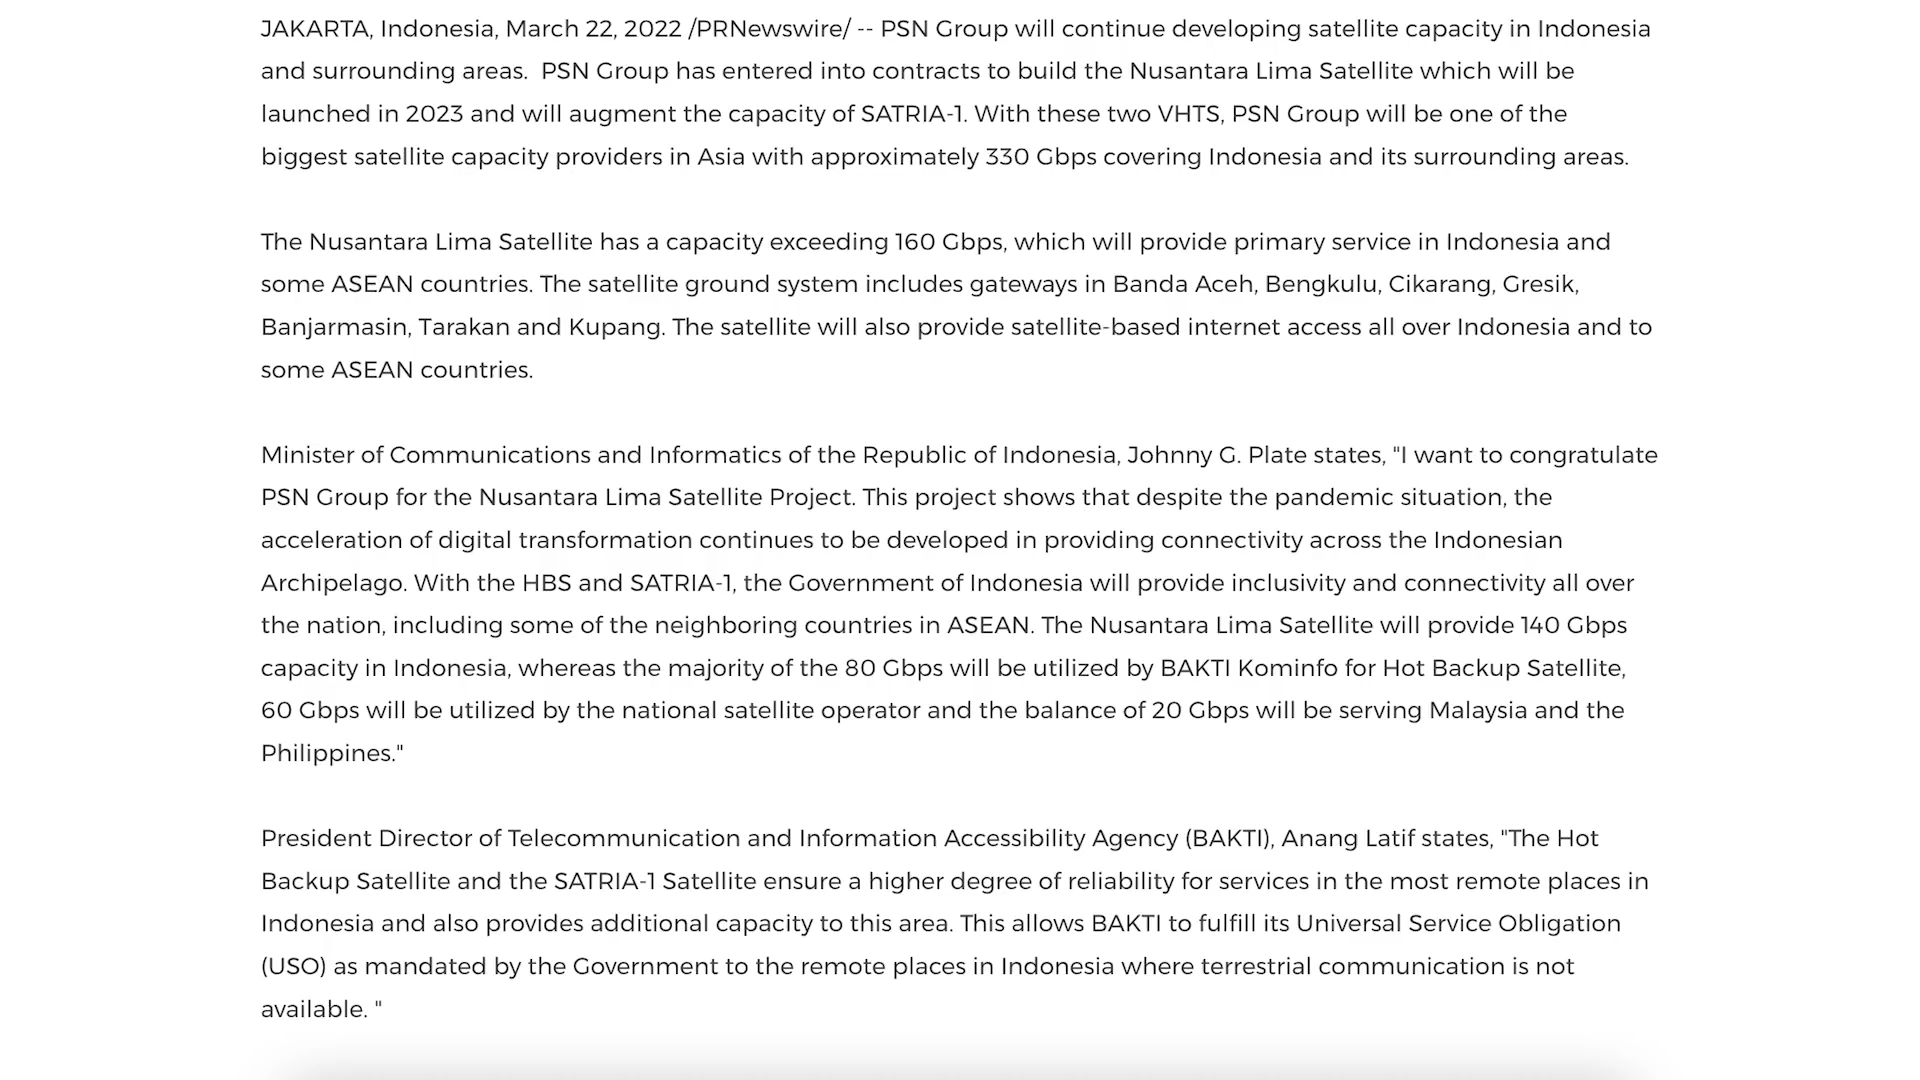 JAKARTA, Indonesia, March 22, 2022 /PRNewswire/ -- PSN Group will continue developing satellite capacity in Indonesia
and surrounding areas.  PSN Group has entered into contracts to build the Nusantara Lima Satellite which will be
launched in 2023 and will augment the capacity of SATRIA-1. With these two VHTS, PSN Group will be one of the
biggest satellite capacity providers in Asia with approximately 330 Gbps covering Indonesia and its surrounding areas.
The Nusantara Lima Satellite has a capacity exceeding 160 Gbps, which will provide primary service in Indonesia and
some ASEAN countries. The satellite ground system includes gateways in Banda Aceh, Bengkulu, Cikarang, Gresik,
Banjarmasin, Tarakan and Kupang. The satellite will also provide satellite-based internet access all over Indonesia and to
some ASEAN countries.
Minister of Communications and Informatics of the Republic of Indonesia, Johnny G. Plate states, "I want to congratulate
PSN Group for the Nusantara Lima Satellite Project. This project shows that despite the pandemic situation, the
acceleration of digital transformation continues to be developed in providing connectivity across the Indonesian
Archipelago. With the HBS and SATRIA-1, the Government of Indonesia will provide inclusivity and connectivity all over
the nation, including some of the neighboring countries in ASEAN. The Nusantara Lima Satellite will provide 140 Gbps
capacity in Indonesia, whereas the majority of the 80 Gbps will be utilized by BAKTI Kominfo for Hot Backup Satellite,
60 Gbps will be utilized by the national satellite operator and the balance of 20 Gbps will be serving Malaysia and the
Philippines."
President Director of Telecommunication and Information Accessibility Agency (BAKTI), Anang Latif states, "The Hot
Backup Satellite and the SATRIA-1 Satellite ensure a higher degree of reliability for services in the most remote places in
Indonesia and also provides additional capacity to this area. This allows BAKTI to fulfill its Universal Service Obligation
(USO) as mandated by the Government to the remote places in Indonesia where terrestrial communication is not
available. "